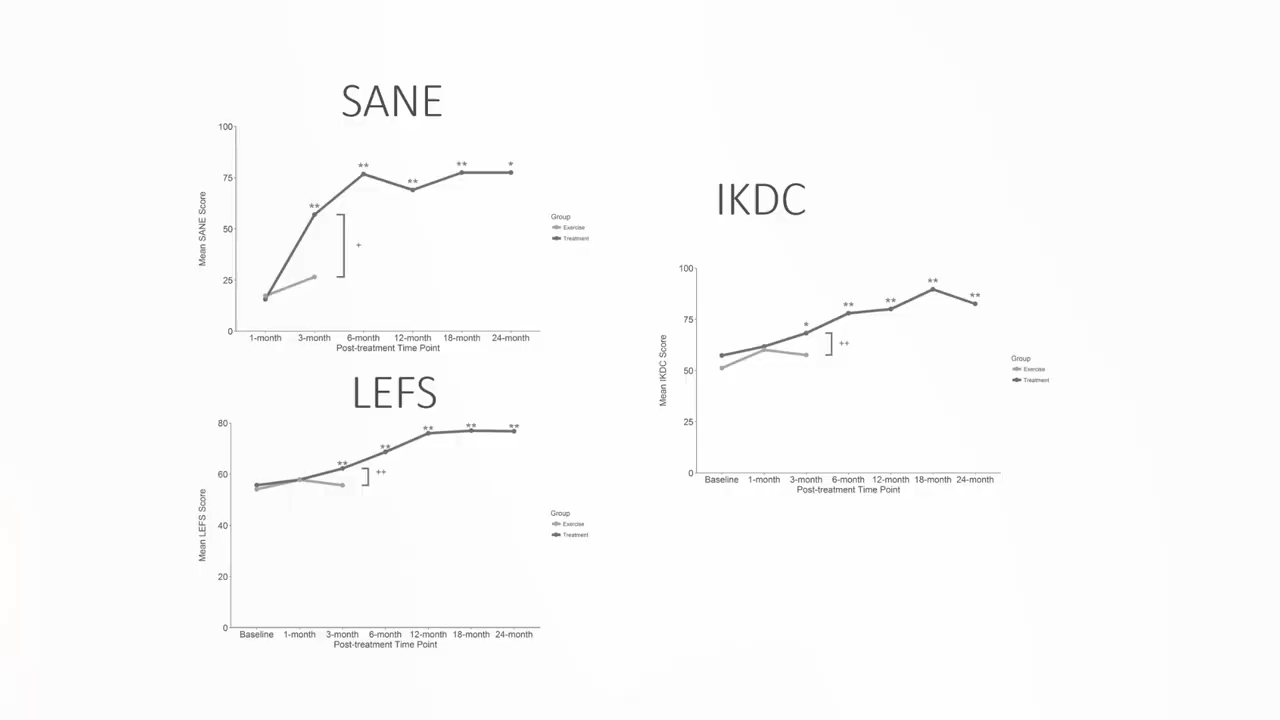 SANE
100
75
50
25
0
Mean SANE Score
**
**
**
**
*
+
1-month 3-month 6-month 12-month 18-month 24-month
Post-treatment Time Point
Group
Exercise
Treatment
LEFS
80
60
40
20
0
Mean LEFS Score
**
**
**
**
**
++
Baseline 1-month 3-month 6-month 12-month 18-month 24-month
Post-treatment Time Point
Group
Exercise
Treatment
IKDC
100
75
50
25
0
Mean IKDC Score
*
**
**
**
**
++
Baseline 1-month 3-month 6-month 12-month 18-month 24-month
Post-treatment Time Point
Group
Exercise
Treatment